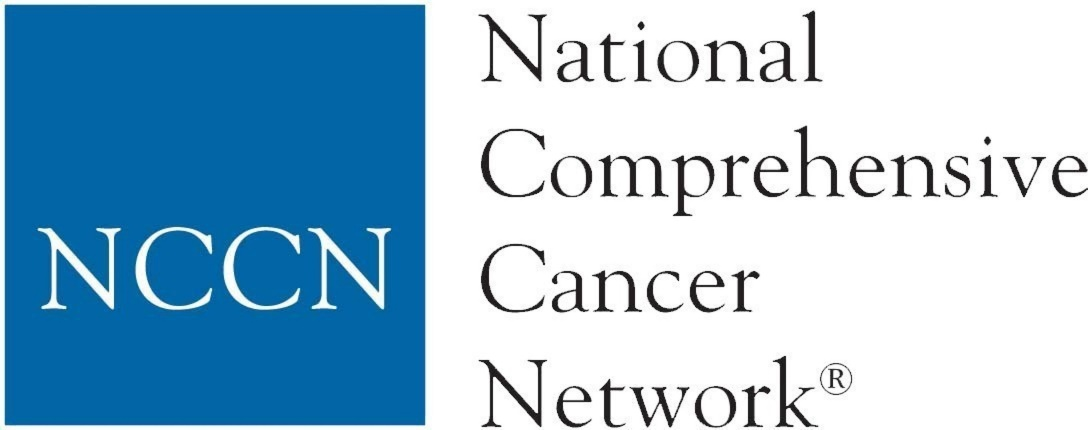 NCCN
National
Comprehensive
Cancer
Network®